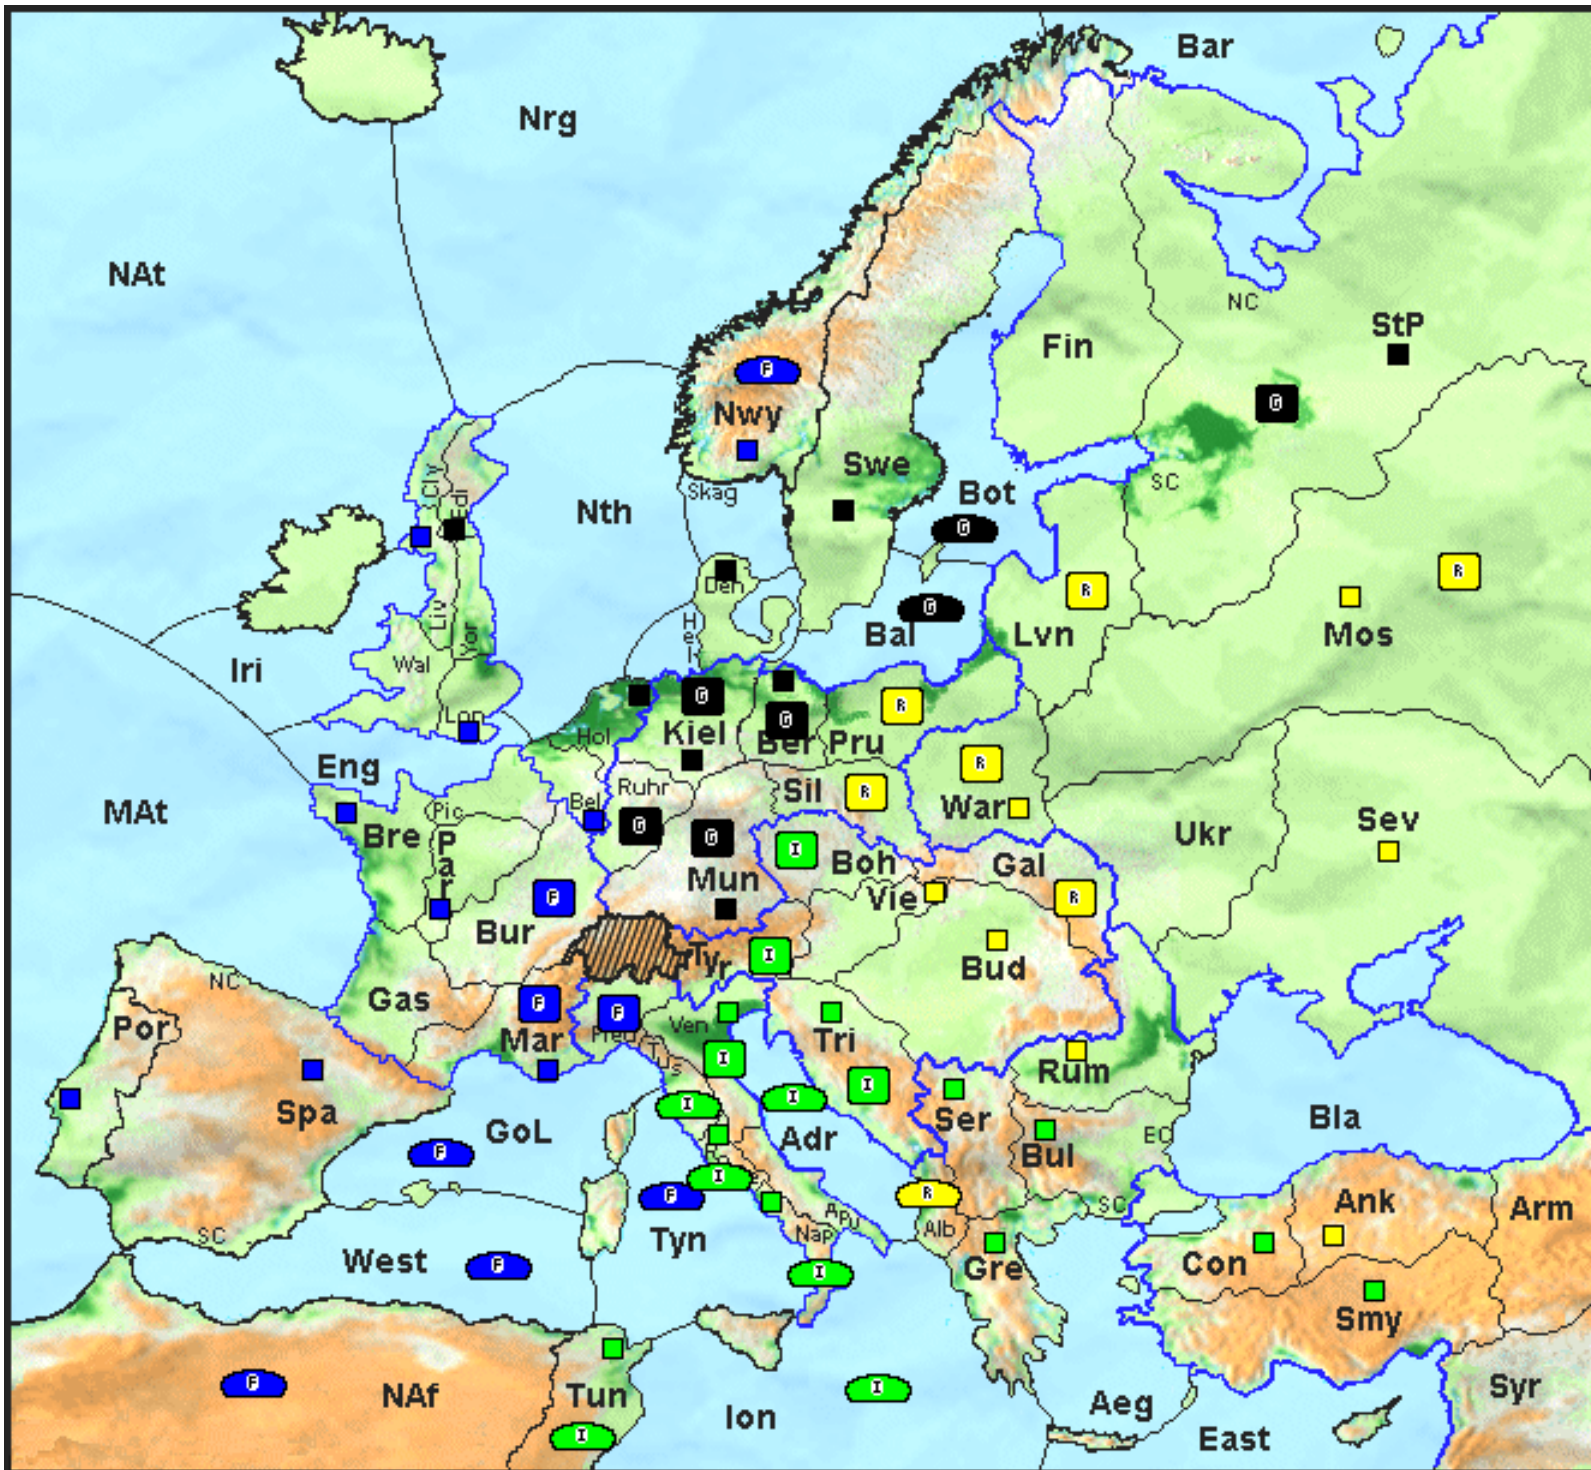 Bar
Nrg
NAt
NC
StP
Fin
F
G
Nwy
Swe
Skag
Bot
SC
Cly
Edi
Nth
G
R
R
Den
G
Bal
Lvn
Mos
Hel
Liv
Yor
Wal
Iri
G
R
G
Lon
Hol
Kiel
Ber
Pru
R
Eng
Ruhr
Sil
R
War
MAt
Pic
Bel
Bre
Par
G
G
I
Boh
Gal
Ukr
Sev
Mun
Vie
F
R
Bur
Tyr
I
Bud
NC
Gas
F
F
Por
Mar
Pied
Ven
Tri
Tus
I
I
Rum
Spa
GoL
I
I
Adr
Ser
Bul
EC
Bla
F
Rom
F
I
R
Ank
SC
Tyn
Apu
Nap
Alb
SC
Arm
West
F
I
Gre
Con
Smy
F
NAf
Tun
I
Ion
Aeg
Syr
I
East